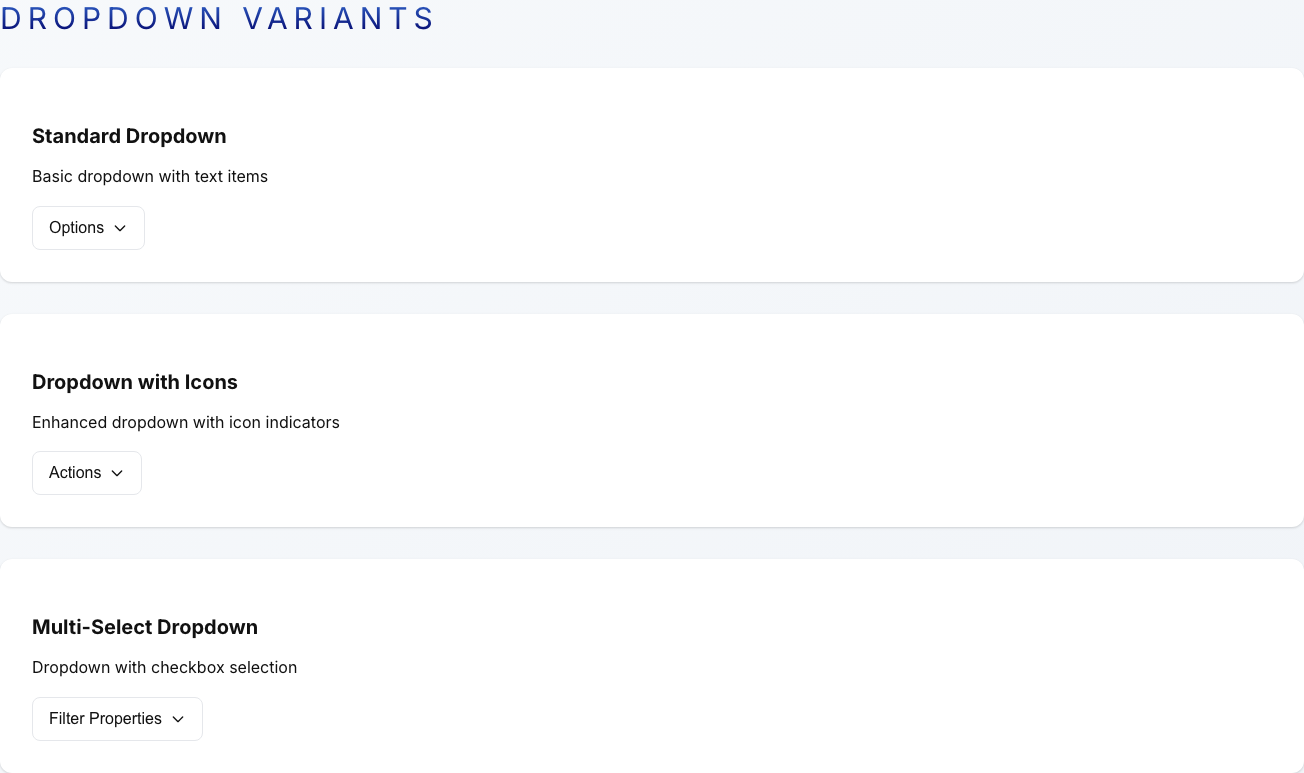 DROPDOWN VARIANTS
Standard Dropdown
Basic dropdown with text items
Options
Dropdown with Icons
Enhanced dropdown with icon indicators
Actions
Multi-Select Dropdown
Dropdown with checkbox selection
Filter Properties